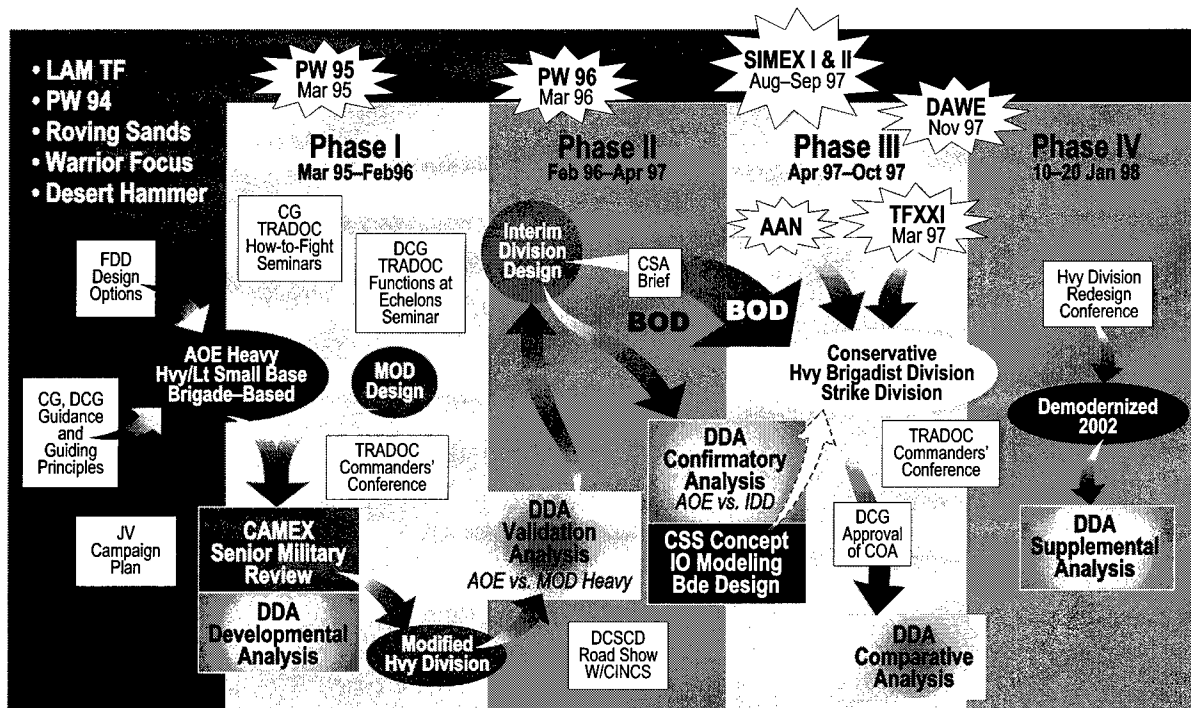 • LAM TF
• PW 94
• Roving Sands
• Warrior Focus
• Desert Hammer
FDD
Design
Options
CG, DCG
Guidance
and
Guiding
Principles
JV
Campaign
Plan
PW 95
Mar 95
Phase I
Mar 95–Feb96
CG
TRADOC
How-to-Fight
Seminars
DCG
TRADOC
Functions at
Echelons
Seminar
AOE Heavy
Hvy/Lt Small Base
Brigade–Based
MOD
Design
TRADOC
Commanders'
Conference
CAMEX
Senior Military
Review
DDA
Developmental
Analysis
Modified
Hvy Division
PW 96
Mar 96
Phase II
Feb 96–Apr 97
Interim
Division
Design
CSA
Brief
BOD
BOD
DDA
Validation
Analysis
AOE vs. MOD Heavy
DCSCD
Road Show
W/CINCS
DDA
Confirmatory
Analysis
AOE vs. IDD
CSS Concept
IO Modeling
Bde Design
SIMEX I & II
Aug–Sep 97
DAWE
Nov 97
Phase III
Apr 97–Oct 97
AAN
TFXXI
Mar 97
Conservative
Hvy Brigadist Division
Strike Division
TRADOC
Commanders'
Conference
DCG
Approval
of COA
DDA
Comparative
Analysis
Phase IV
10–20 Jan 98
Hvy Division
Redesign
Conference
Demodernized
2002
DDA
Supplemental
Analysis